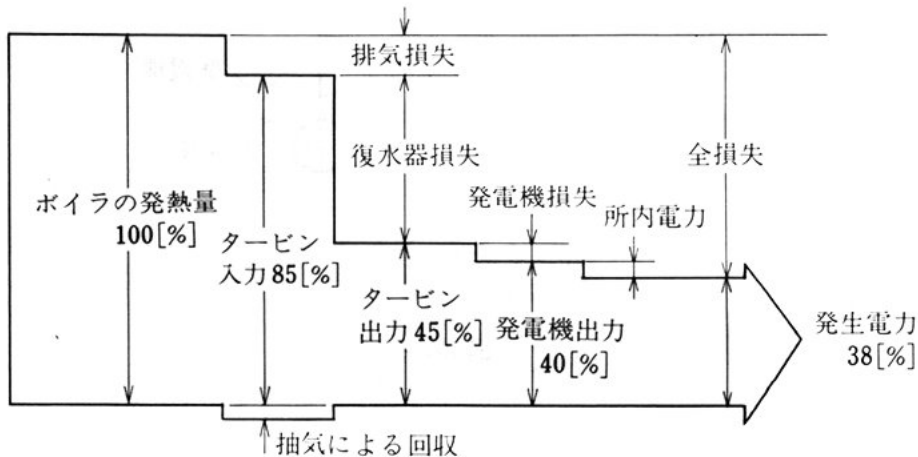 排気損失
復水器損失
全損失
発電機損失
所内電力
ボイラの発熱量
100[%]
タービン
入力85[%]
タービン
出力45[%]
発電機出力
40[%]
発生電力
38[%]
抽気による回収